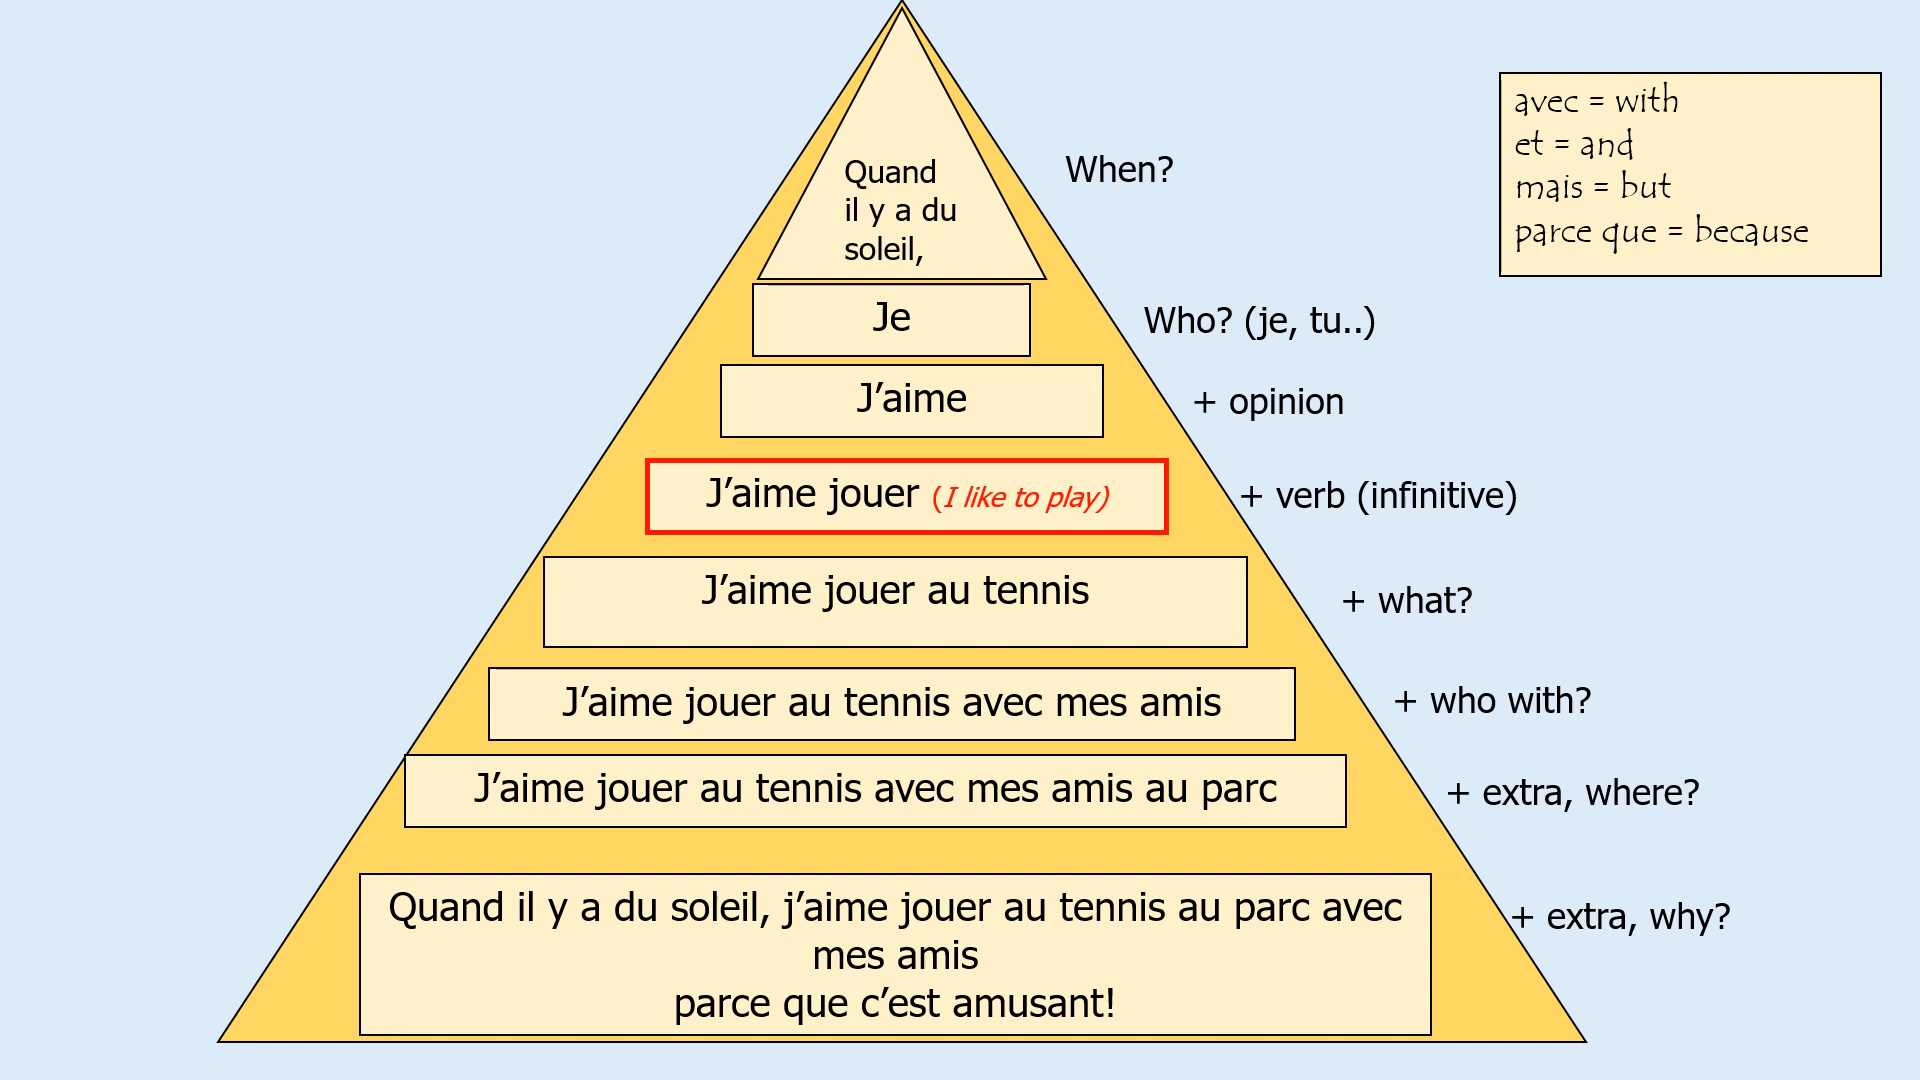 Quand
il y a du
soleil,
When?
avec = with
et = and
mais = but
parce que = because
Je
Who? (je, tu..)
J’aime
+ opinion
J’aime jouer (I like to play)
+ verb (infinitive)
J’aime jouer au tennis
+ what?
J’aime jouer au tennis avec mes amis
+ who with?
J’aime jouer au tennis avec mes amis au parc
+ extra, where?
Quand il y a du soleil, j’aime jouer au tennis au parc avec
mes amis
parce que c’est amusant!
+ extra, why?